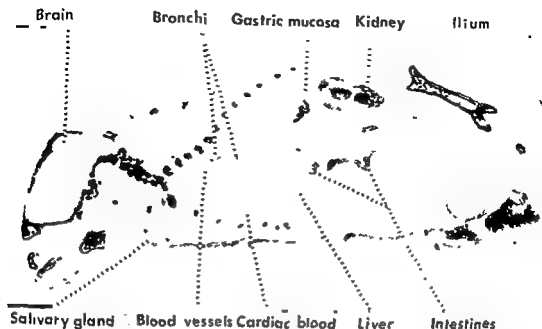 Brain Bronchi Gastric mucosa Kidney Ilium
Salivary gland Blood vessels Cardiac blood Liver Intestines